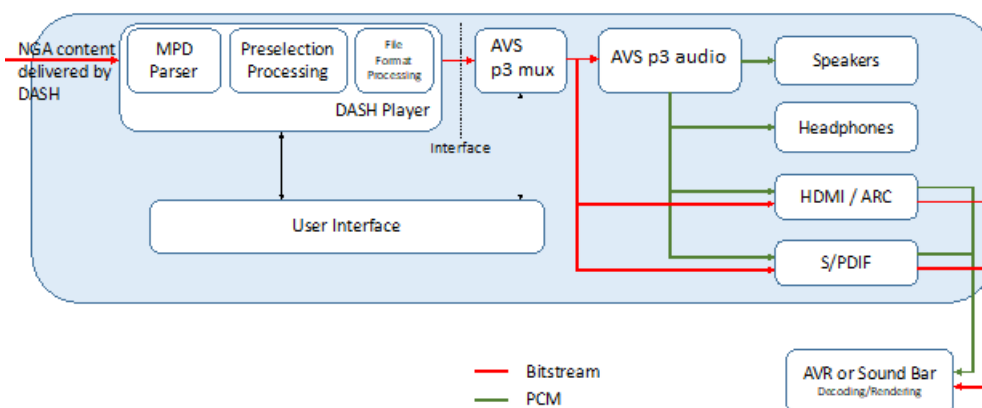 NGA content
delivered by
DASH
MPD
Parser
Preselection
Processing
File
Format
Processing
DASH Player
Interface
AVS
p3 mux
AVS p3 audio
Speakers
Headphones
HDMI / ARC
S/PDIF
User Interface
AVR or Sound Bar
Decoding/Rendering
Bitstream
PCM